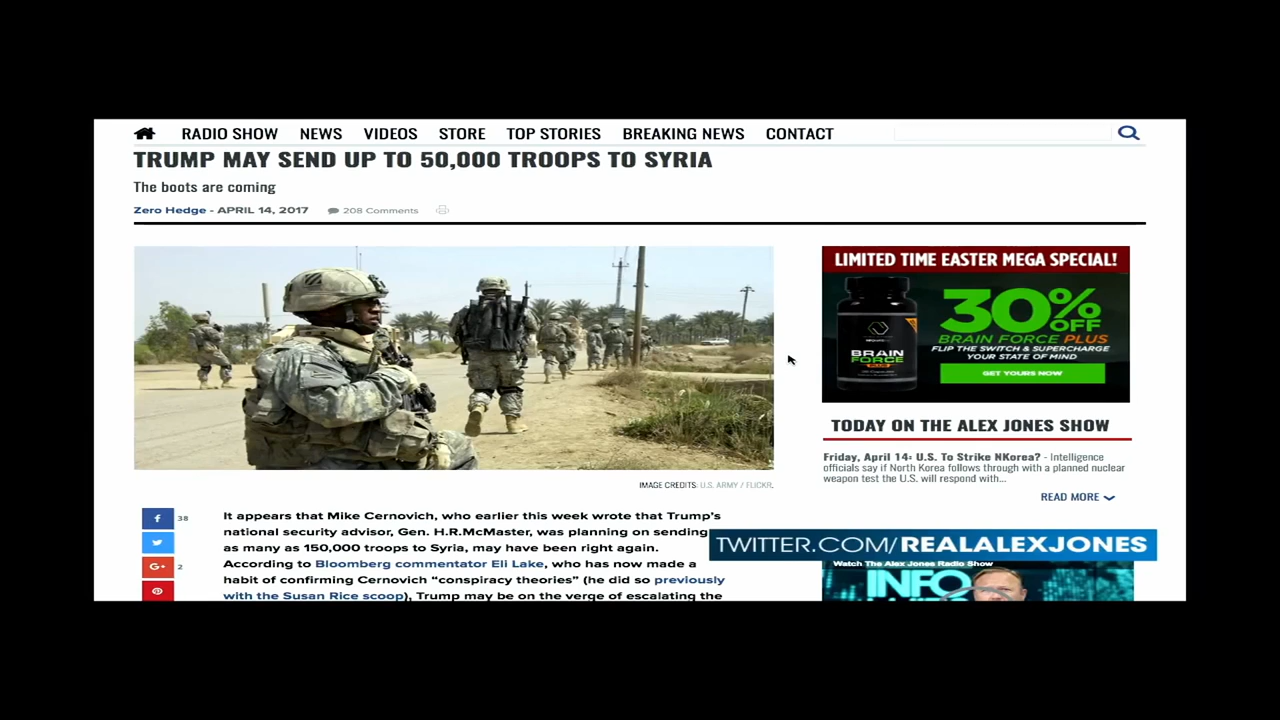 RADIO SHOW NEWS VIDEOS STORE TOP STORIES BREAKING NEWS CONTACT
TRUMP MAY SEND UP TO 50,000 TROOPS TO SYRIA
The boots are coming
Zero Hedge - APRIL 14, 2017 208 Comments
LIMITED TIME EASTER MEGA SPECIAL!
30% OFF
BRAIN FORCE PLUS
FLIP THE SWITCH & SUPERCHARGE
YOUR STATE OF MIND
GET YOURS NOW
BRAIN
FORCE
PLUS
TODAY ON THE ALEX JONES SHOW
Friday, April 14: U.S. To Strike NKorea? - Intelligence
officials say if North Korea follows through with a planned nuclear
weapon test the U.S. will respond with...
READ MORE
IMAGE CREDITS: U.S. ARMY / FLICKR.
38
2
It appears that Mike Cernovich, who earlier this week wrote that Trump's
national security advisor, Gen. H.R.McMaster, was planning on sending
as many as 150,000 troops to Syria, may have been right again.
According to Bloomberg commentator Eli Lake, who has now made a
habit of confirming Cernovich “conspiracy theories” (he did so previously
with the Susan Rice scoop), Trump may be on the verge of escalating the
TWITTER.COM/REALALEXJONES
Watch The Alex Jones Radio Show
INFO